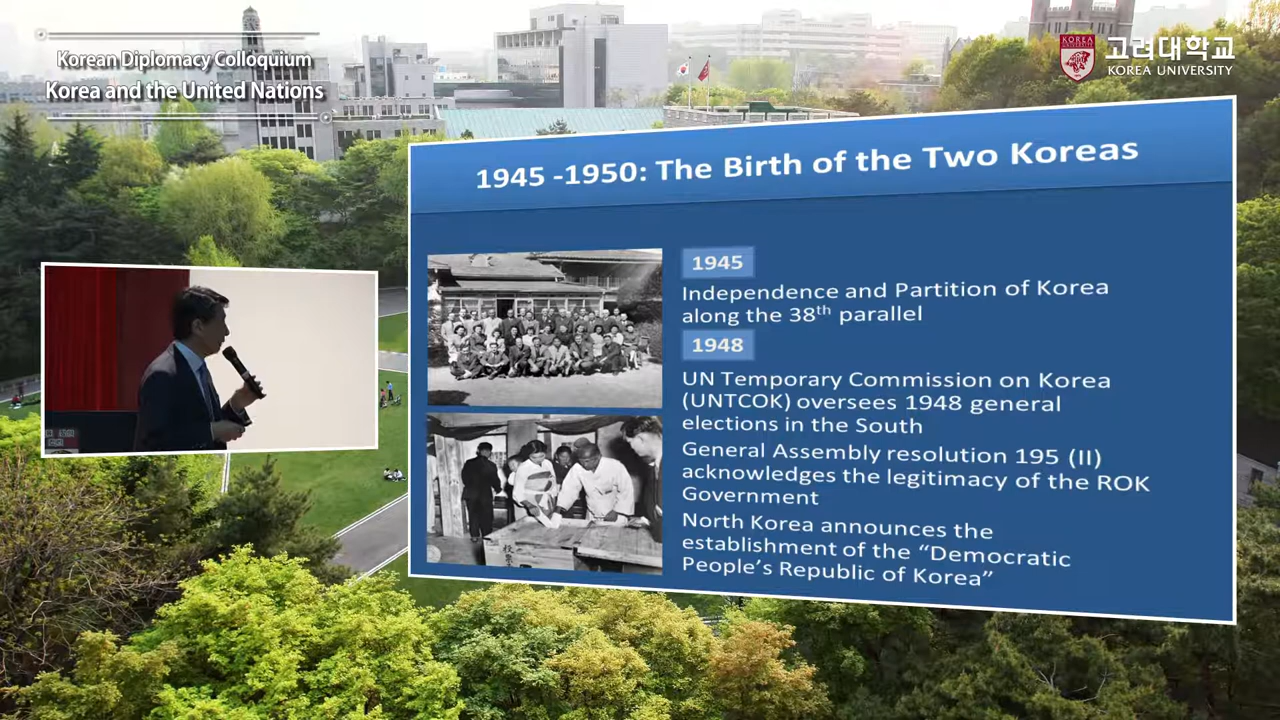 Korean Diplomacy Colloquium
Korea and the United Nations
KOREA
고려대학교
KOREA UNIVERSITY
1945 -1950: The Birth of the Two Koreas
1945
Independence and Partition of Korea
along the 38th parallel
1948
UN Temporary Commission on Korea
(UNTCOK) oversees 1948 general
elections in the South
General Assembly resolution 195 (II)
acknowledges the legitimacy of the ROK
Government
North Korea announces the
establishment of the “Democratic
People’s Republic of Korea”